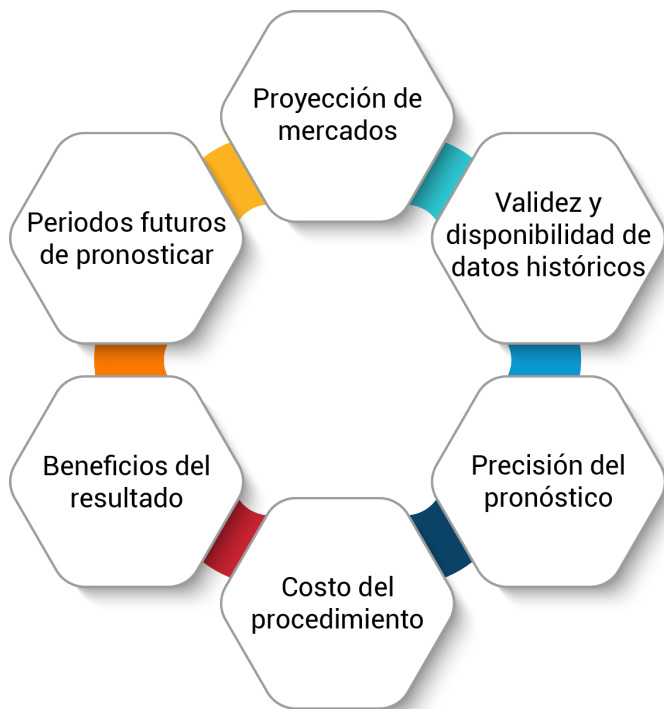 Proyección de
mercados
Validez y
disponibilidad de
datos históricos
Precisión del
pronóstico
Costo del
procedimiento
Beneficios del
resultado
Periodos futuros
de pronosticar